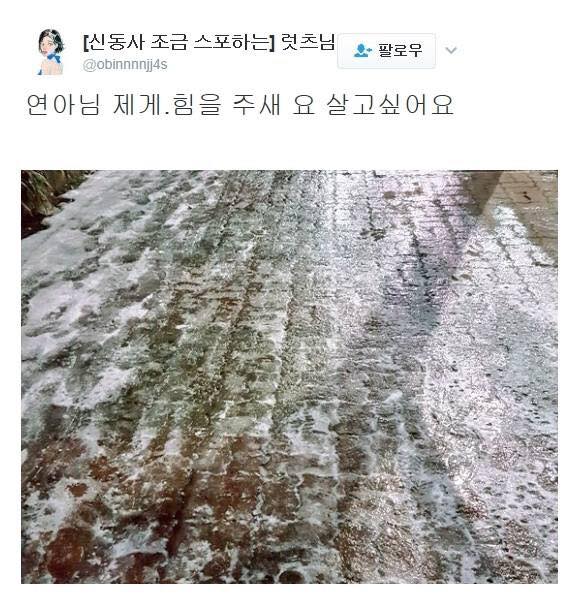 [신동사 조금 스포하는] 럿츠님
팔로우
@obinnnnjj4s
연아님 제게.힘을 주새 요 살고싶어요